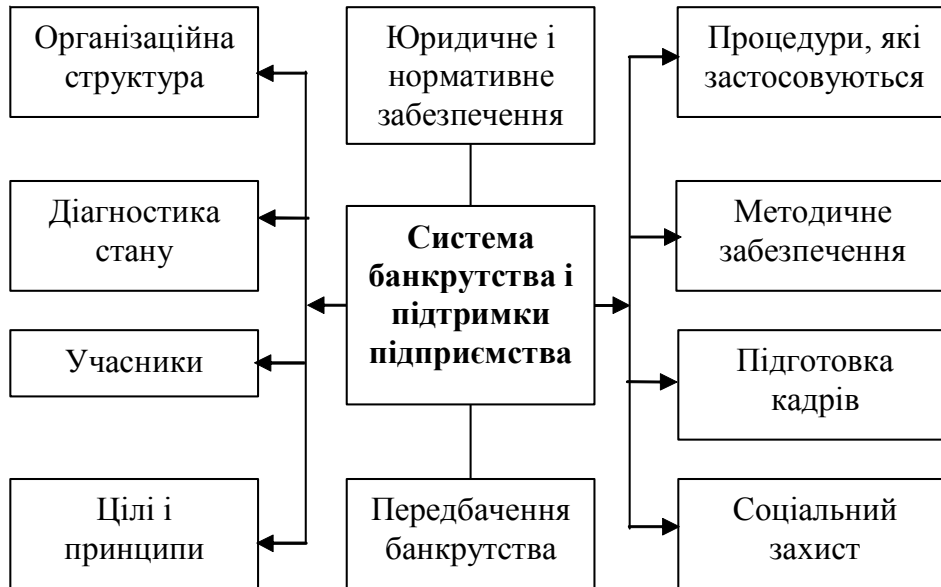 Організаційна
структура
Юридичне і
нормативне
забезпечення
Процедури, які
застосовуються
Діагностика
стану
Система
банкрутства і
підтримки
підприємства
Методичне
забезпечення
Учасники
Підготовка
кадрів
Цілі і
принципи
Передбачення
банкрутства
Соціальний
захист